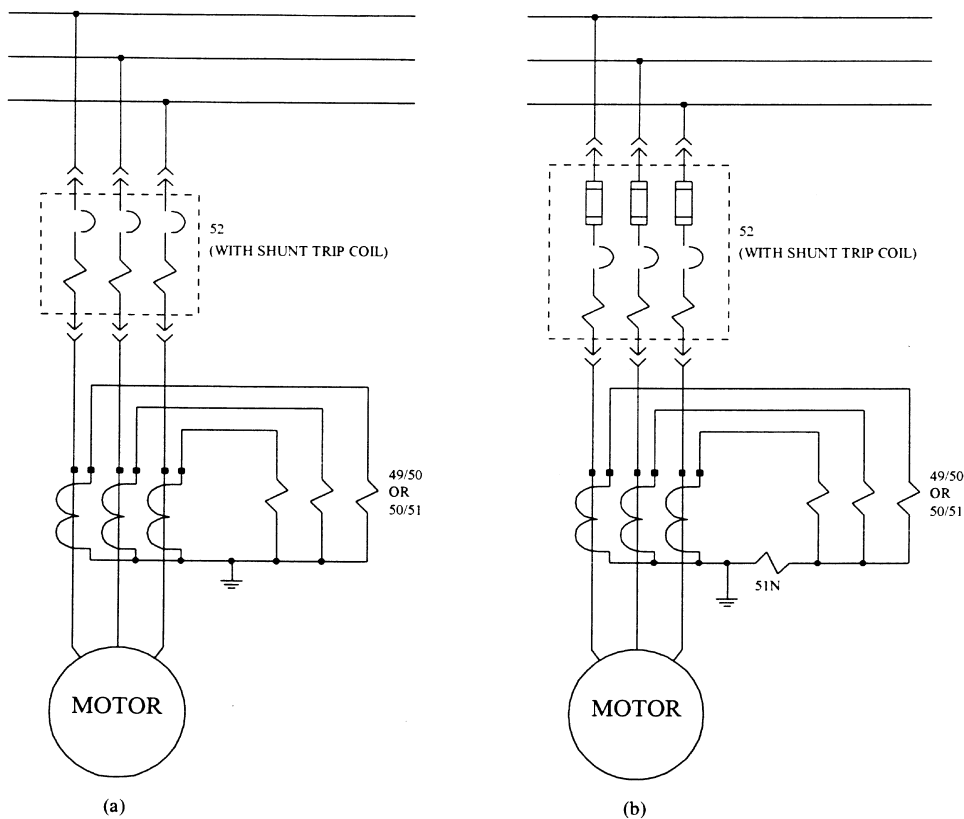 52
(WITH SHUNT TRIP COIL)
49/50
OR
50/51
MOTOR
(a)
52
(WITH SHUNT TRIP COIL)
49/50
OR
50/51
51N
MOTOR
(b)